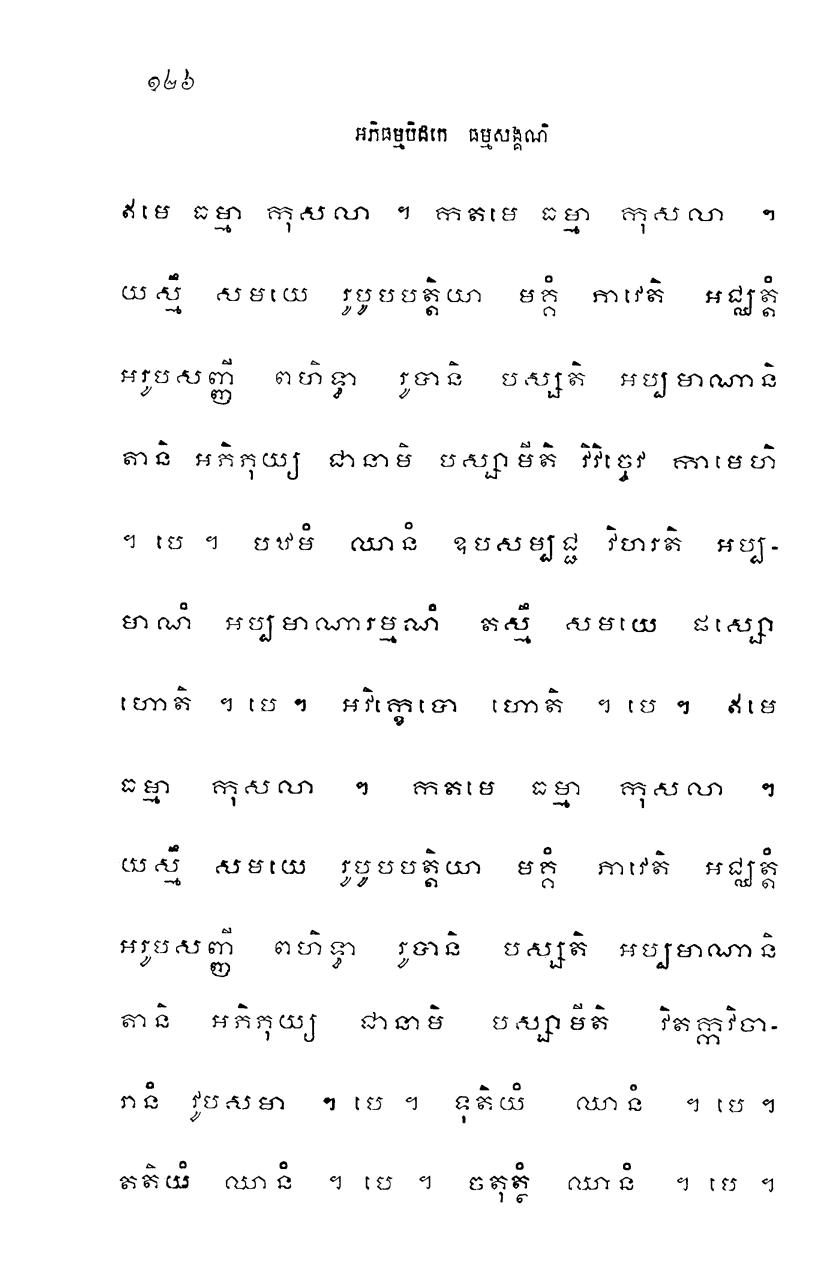 ១២៦
អភិធម្មបិដកេ ធម្មសង្គណិ
ឥមេ ធម្មា កុសលា ។ កតមេ ធម្មា កុសលា ។
យស្មឹ សមយេ រូបូបបត្តិយា មគ្គំ ភាវេតិ អជ្ឈត្តំ
អរូបសញ្ញី ពហិទ្ធា រូបានិ បស្សតិ អប្បមាណានិ
តានិ អភិភុយ្យ ជានាមិ បស្សាមីតិ វិវិច្ចេវ កាមេហិ
។ បេ ។ បឋមំ ឈានំ ឧបសម្បជ្ជ វិហរតិ អប្ប-
មាណំ អប្បមាណារម្មណំ តស្មឹ សមយេ ផស្សោ
ហោតិ ។ បេ ។ អវិក្ខេបោ ហោតិ ។ បេ ។ ឥមេ
ធម្មា កុសលា ។ កតមេ ធម្មា កុសលា ។
យស្មឹ សមយេ រូបូបបត្តិយា មគ្គំ ភាវេតិ អជ្ឈត្តំ
អរូបសញ្ញី ពហិទ្ធា រូបានិ បស្សតិ អប្បមាណានិ
តានិ អភិភុយ្យ ជានាមិ បស្សាមីតិ វិតក្កវិចា-
រានំ វូបសមា ។ បេ ។ ទុតិយំ ឈានំ ។ បេ ។
តតិយំ ឈានំ ។ បេ ។ ចតុត្ថំ ឈានំ ។ បេ ។